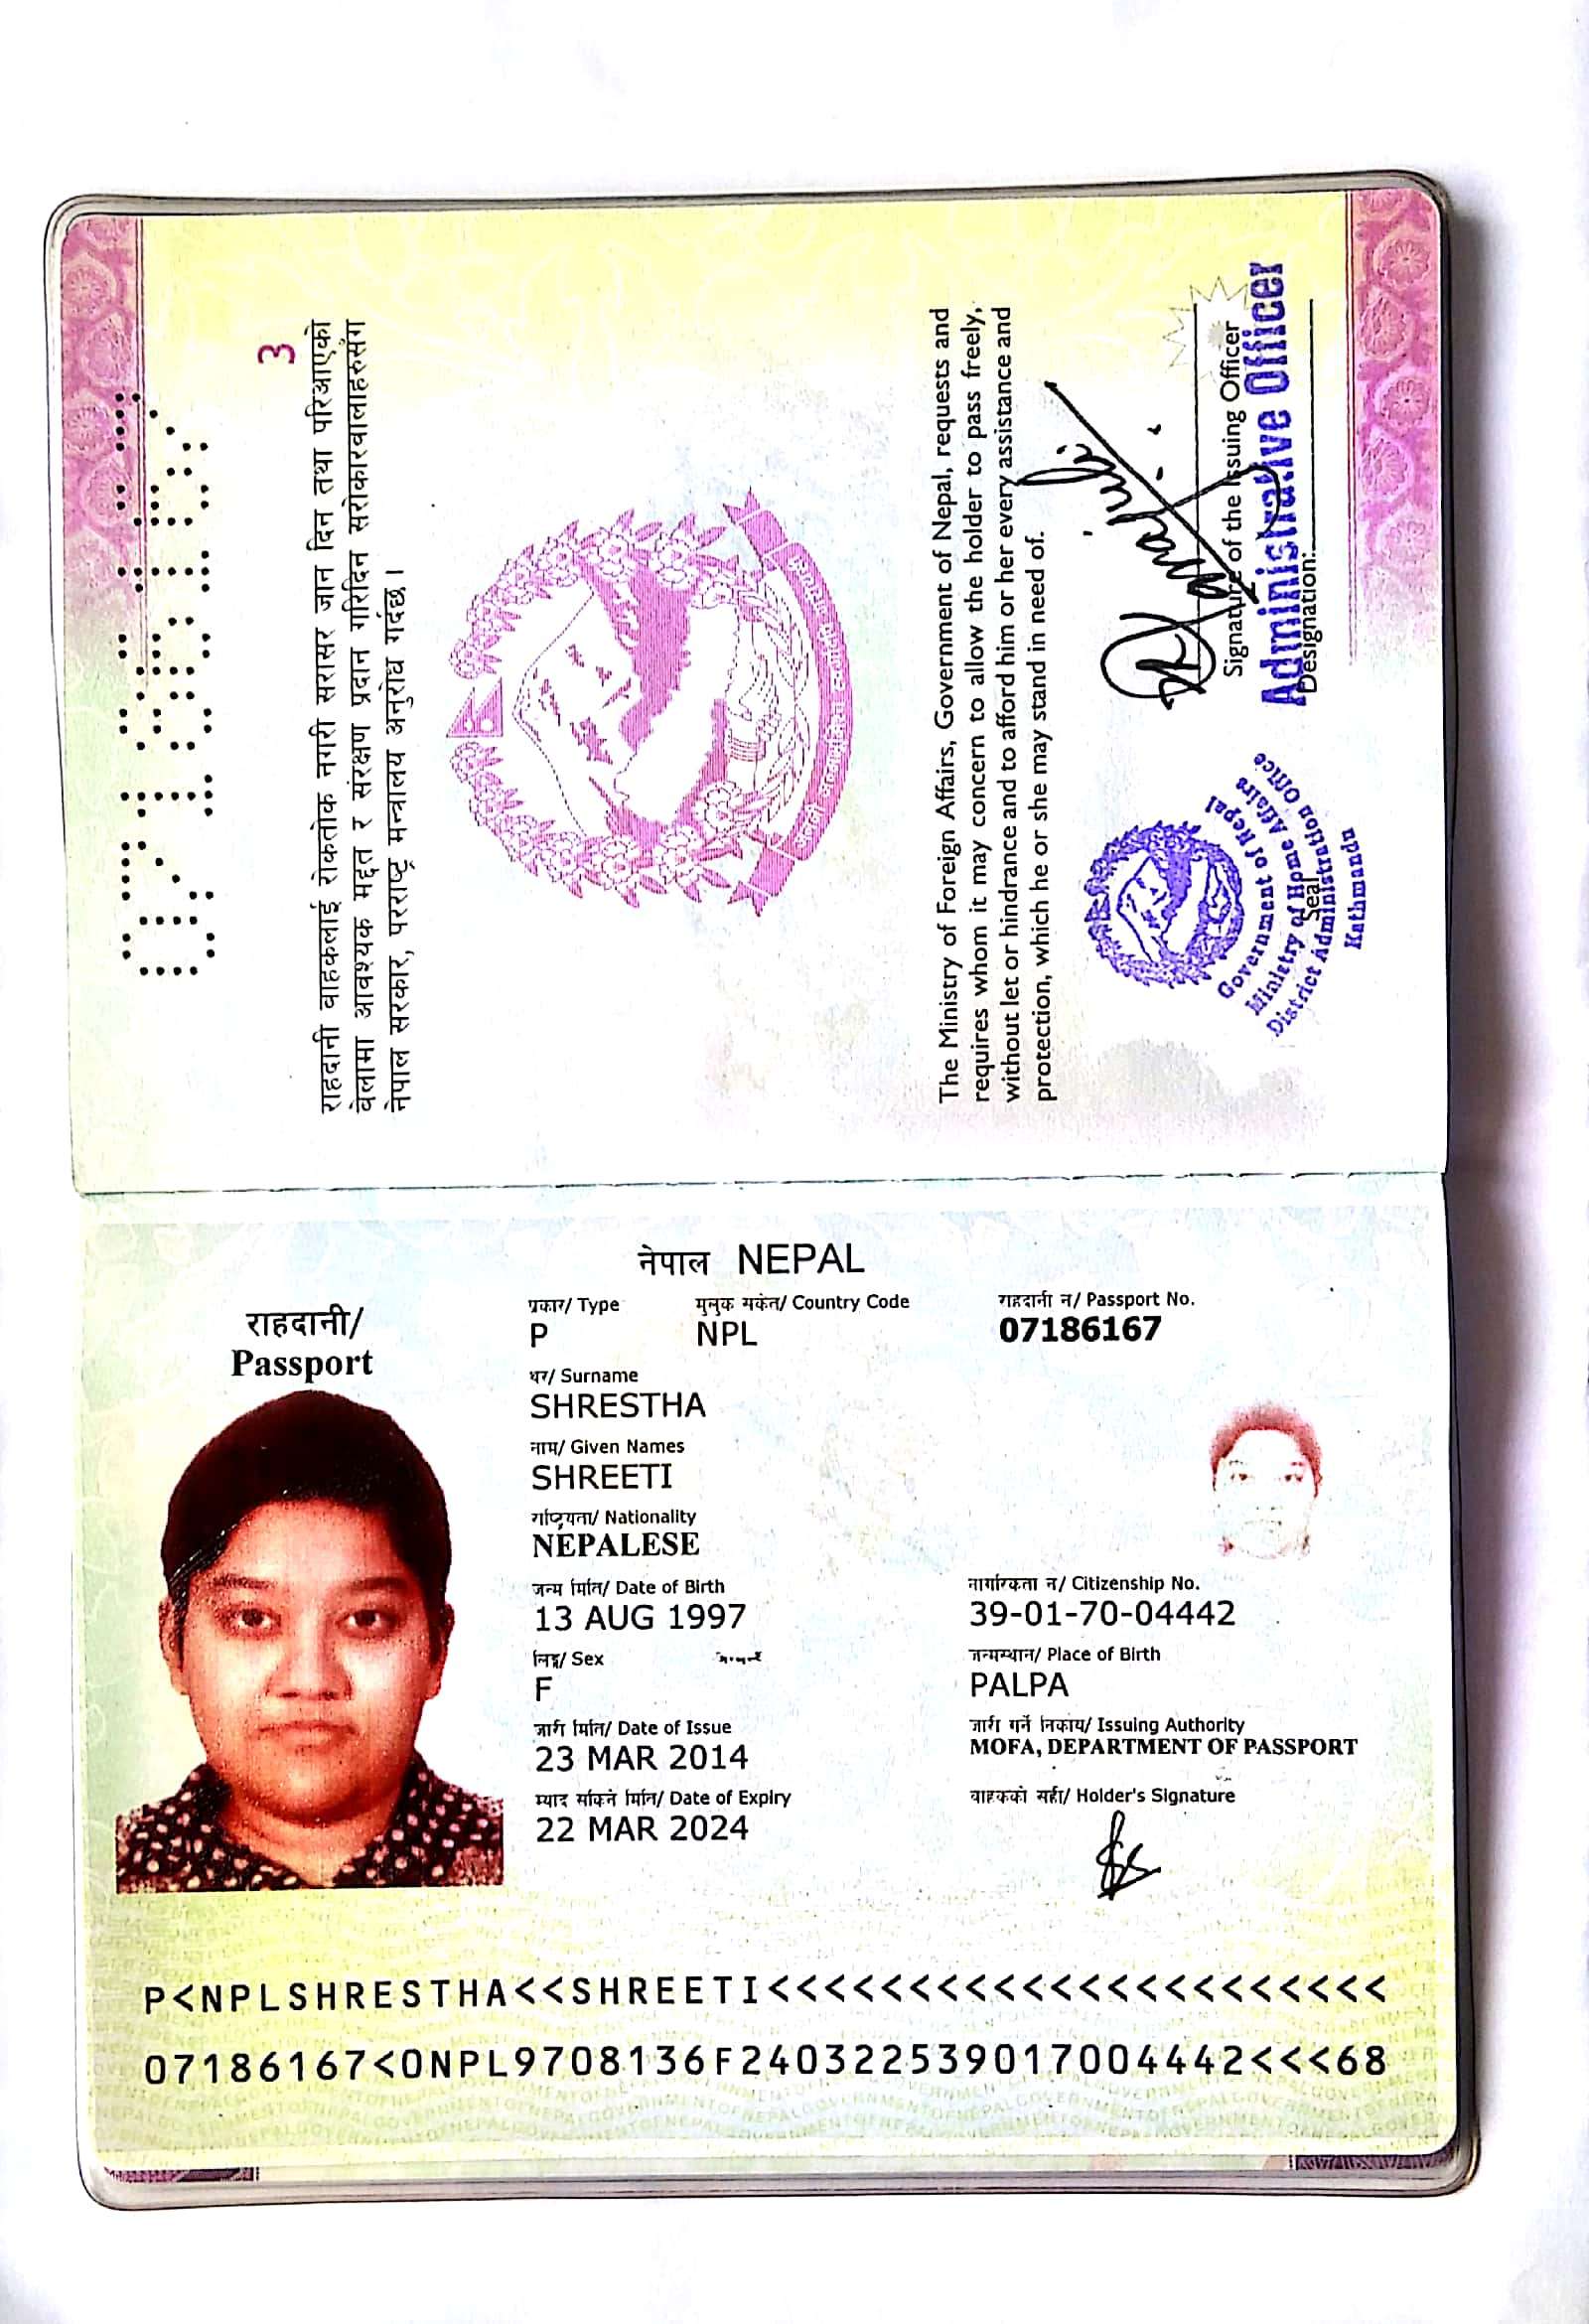 07186167
3
राहदानी वाहकलाई रोकतोक नगरी सरासर जान दिन तथा परिआएको
बेलामा आवश्यक मद्दत र संरक्षण प्रदान गरिदिन सरोकारवालाहरुसंग
नेपाल सरकार, परराष्ट्र मन्त्रालय अनुरोध गर्दछ ।
The Ministry of Foreign Affairs, Government of Nepal, requests and
requires whom it may concern to allow the holder to pass freely,
without let or hindrance and to afford him or her every assistance and
protection, which he or she may stand in need of.
Signature of the Issuing Officer
Administrative Officer
Designation:
Government of Nepal
Ministry of Home Affairs
District Administration Office
Kathmandu
Seal
नेपाल NEPAL
राहदानी/
Passport
प्रकार/ Type मुलुक संकेत/ Country Code राहदानी नं/ Passport No.
P NPL 07186167
थर/ Surname
SHRESTHA
नाम/ Given Names
SHREETI
राष्ट्रियता/ Nationality
NEPALESE
जन्म मिति/ Date of Birth नागरिकता नं/ Citizenship No.
13 AUG 1997 39-01-70-04442
लिङ्ग/ Sex जन्मस्थान/ Place of Birth
F PALPA
जारी मिति/ Date of Issue जारी गर्ने निकाय/ Issuing Authority
23 MAR 2014 MOFA, DEPARTMENT OF PASSPORT
म्याद सकिने मिति/ Date of Expiry वाहकको सही/ Holder's Signature
22 MAR 2024
P<NPLSHRESTHA<<SHREETI<<<<<<<<<<<<<<<<<<<<<<
07186167<0NPL9708136F240322539017004442<<<68